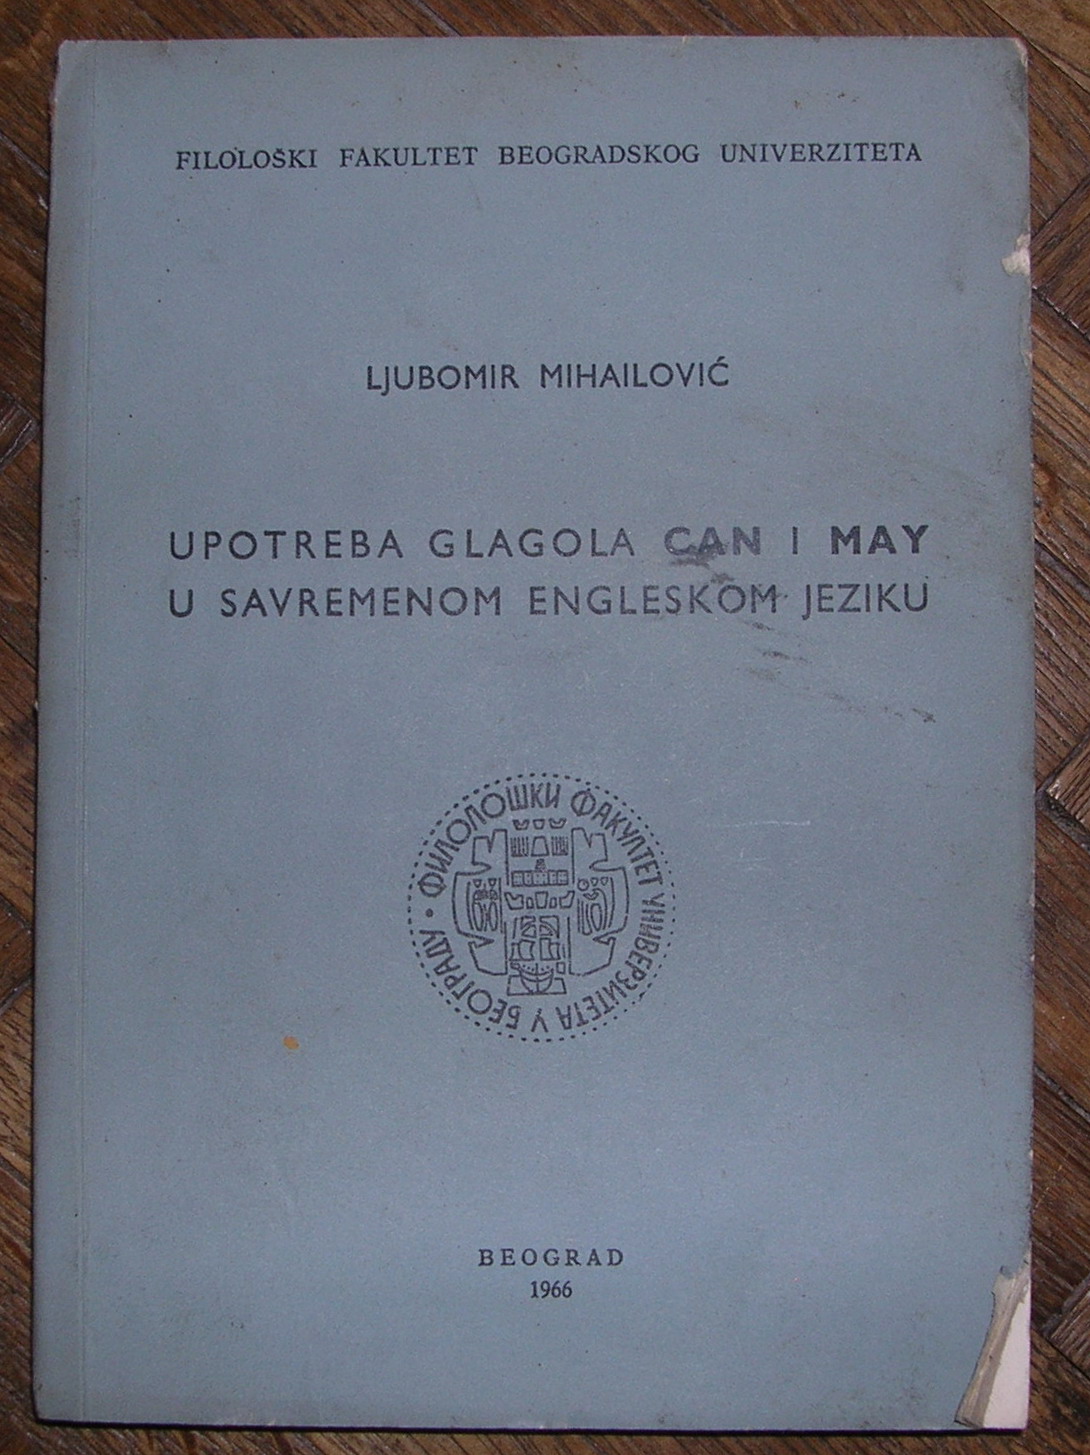 FILOLOŠKI FAKULTET BEOGRADSKOG UNIVERZITETA
LJUBOMIR MIHAILOVIĆ
UPOTREBA GLAGOLA CAN I MAY
U SAVREMENOM ENGLESKOM JEZIKU
ФИЛОЛОШКИ ФАКУЛТЕТ УНИВЕРЗИТЕТА У БЕОГРАДУ •
BEOGRAD
1966